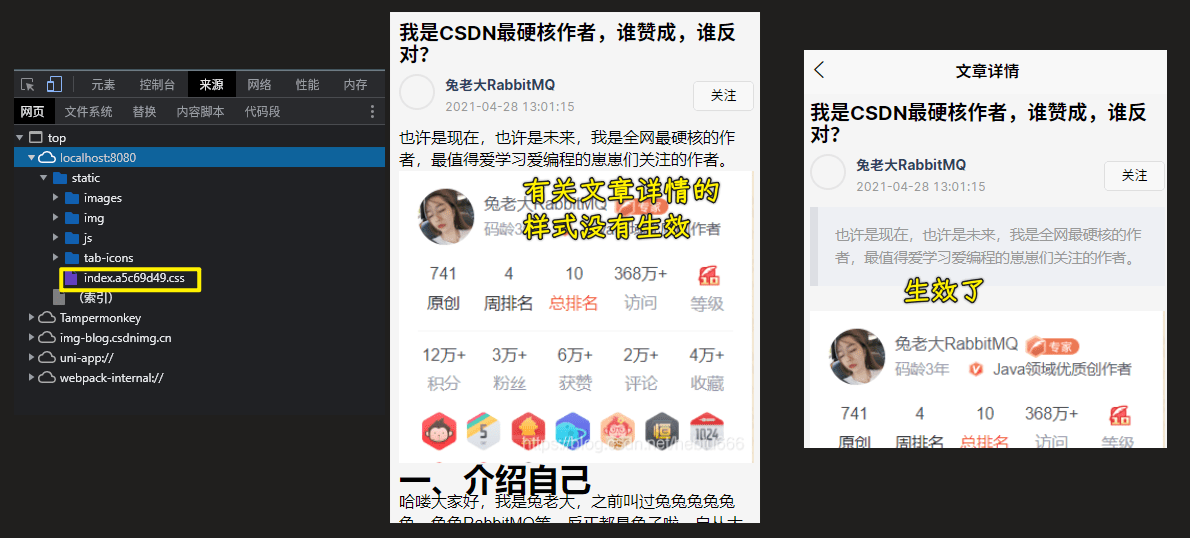 元素 控制台 来源 网络 性能 内存
网页 文件系统 替换 内容脚本 代码段
top
localhost:8080
static
images
img
js
tab-icons
index.a5c69d49.css
（索引）
Tampermonkey
img-blog.csdnimg.cn
uni-app://
webpack-internal://
我是CSDN最硬核作者，谁赞成，谁反
对?
兔老大RabbitMQ
2021-04-28 13:01:15
关注
也许是现在，也许是未来，我是全网最硬核的作
者，最值得爱学习爱编程的崽崽们关注的作者。
有关文章详情的
样式没有生效
兔老大RabbitMQ 专家
码龄3
作者
741 4 10 368万+
原创 周排名 总排名 访问 等级
12万+ 3万+ 6万+ 2万+ 4万+
积分 粉丝 获赞 评论 收藏
5 恒 1024
一、介绍自己
哈喽大家好，我是兔老大，之前叫过兔兔兔兔兔
兔、兔兔RabbitMQ等，反正都是兔子啦，自从大
文章详情
我是CSDN最硬核作者，谁赞成，谁反
对?
兔老大RabbitMQ
2021-04-28 13:01:15
关注
也许是现在，也许是未来，我是全网最硬核的作
者，最值得爱学习爱编程的崽崽们关注的作者。
生效了
兔老大RabbitMQ 专家
码龄3年 Java领域优质创作者
741 4 10 368万+
原创 周排名 总排名 访问 等级